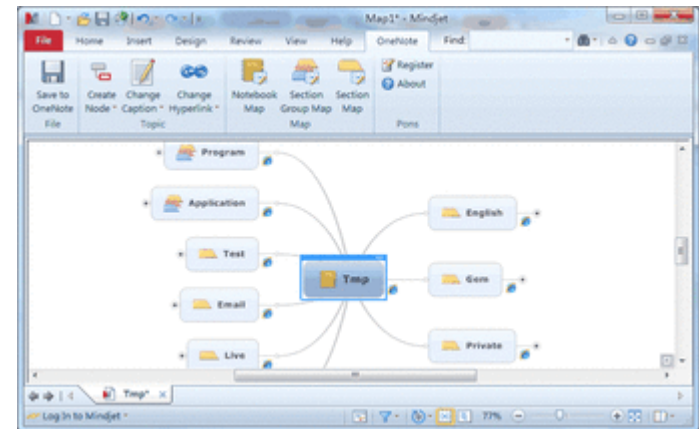 Map1* - Mindjet
File Home Insert Design Review View Help OneNote Find:
Save to OneNote
Create Node
Change Caption
Change Hyperlink
Notebook Map
Section Group Map
Section Map
Register
About
File Topic Map Pons
Program
Application
Test
Email
Live
Tmp
English
Gem
Private
Tmp*
Log In to Mindjet 77%